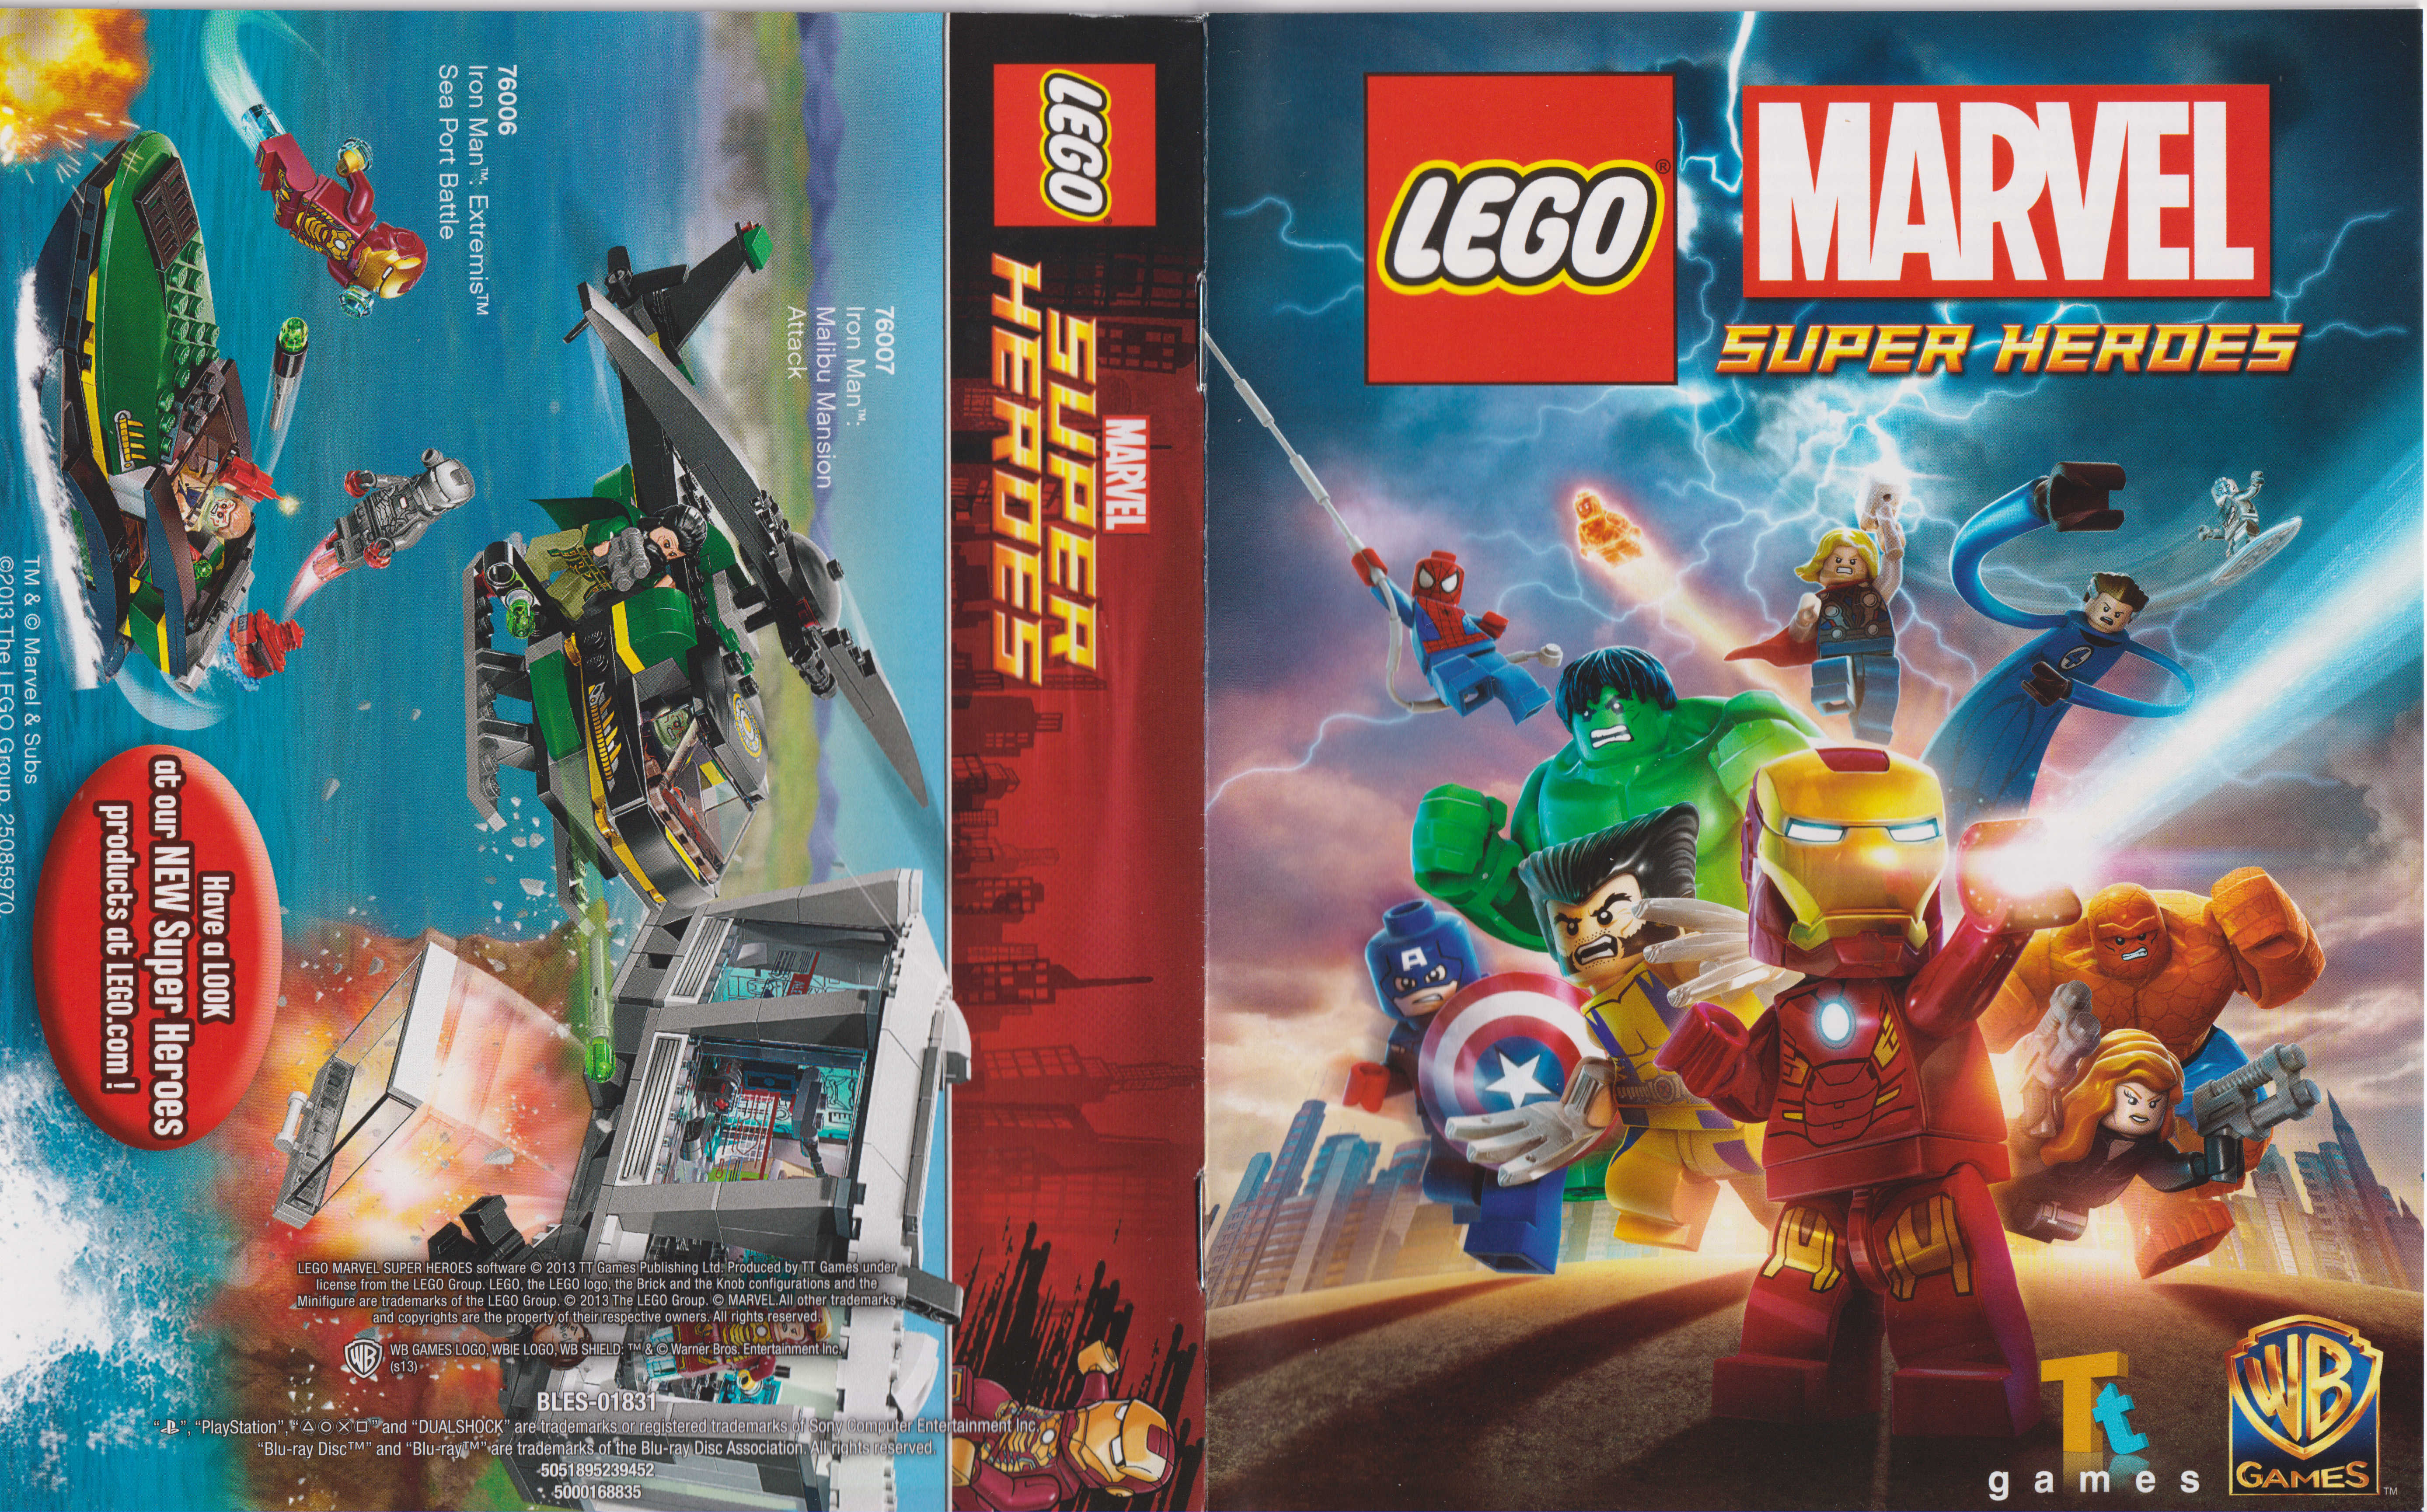 LEGO®
MARVEL
SUPER HEROES
4
A
Tt
games
WB
GAMES
TM
LEGO®
MARVEL
SUPER
HEROES
76006
Iron Man™: Extremis™
Sea Port Battle
76007
Iron Man™:
Malibu Mansion
Attack
Have a LOOK
at our NEW Super Heroes
products at LEGO.com!
TM & © Marvel & Subs
©2013 The LEGO Group. 25085970.
LEGO MARVEL SUPER HEROES software © 2013 TT Games Publishing Ltd. Produced by TT Games under
license from the LEGO Group. LEGO, the LEGO logo, the Brick and the Knob configurations and the
Minifigure are trademarks of the LEGO Group. © 2013 The LEGO Group. © MARVEL.All other trademarks
and copyrights are the property of their respective owners. All rights reserved.
WB
WB GAMES LOGO, WBIE LOGO, WB SHIELD: ™ & © Warner Bros. Entertainment Inc.
(s13)
BLES-01831
“PS”, “PlayStation”,“△○✕□” and “DUALSHOCK” are trademarks or registered trademarks of Sony Computer Entertainment Inc.
“Blu-ray Disc™” and “Blu-ray™” are trademarks of the Blu-ray Disc Association. All rights reserved.
5051895239452
5000168835